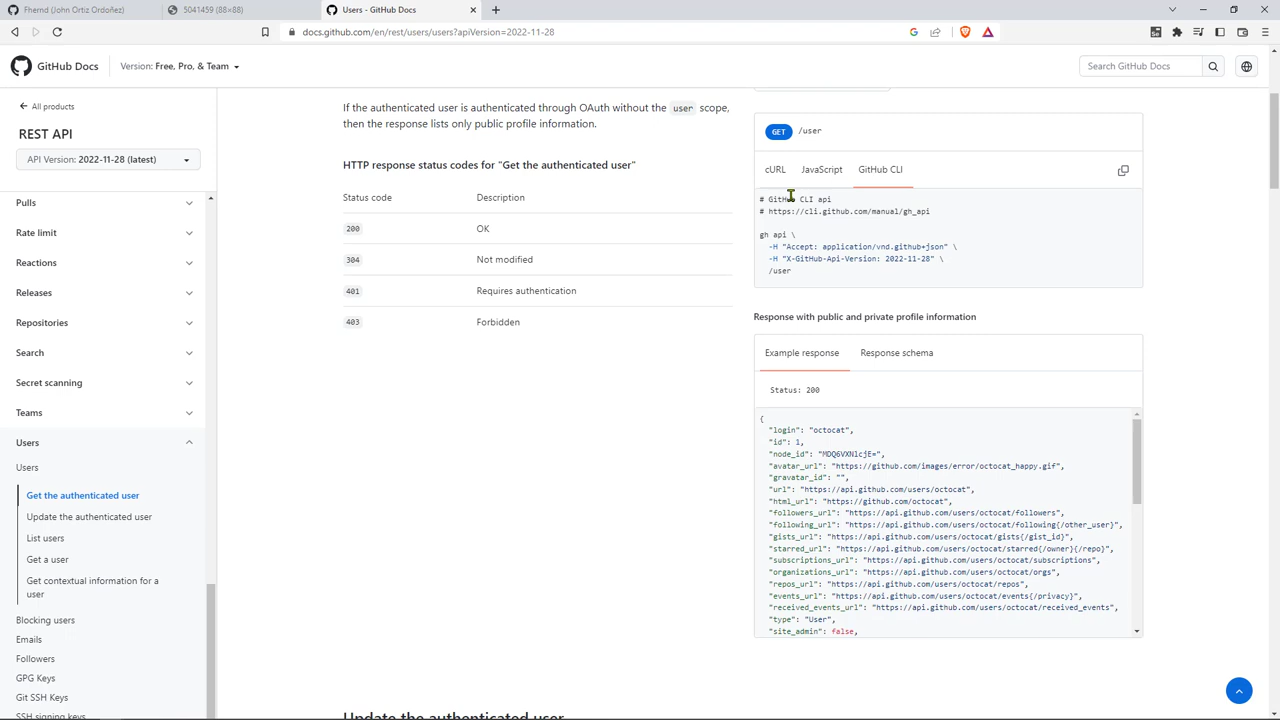 Fhernd (John Ortiz Ordoñez)
5041459 (88×88)
Users - GitHub Docs
docs.github.com/en/rest/users/users?apiVersion=2022-11-28
GitHub Docs
Version: Free, Pro, & Team
Search GitHub Docs
All products
REST API
API Version: 2022-11-28 (latest)
Pulls
Rate limit
Reactions
Releases
Repositories
Search
Secret scanning
Teams
Users
Users
Get the authenticated user
Update the authenticated user
List users
Get a user
Get contextual information for a
user
Blocking users
Emails
Followers
GPG Keys
Git SSH Keys
SSH signing keys
If the authenticated user is authenticated through OAuth without the user scope,
then the response lists only public profile information.
HTTP response status codes for "Get the authenticated user"
Status code Description
200 OK
304 Not modified
401 Requires authentication
403 Forbidden
Update the authenticated user
GET /user
cURL JavaScript GitHub CLI
# GitHub CLI api
# https://cli.github.com/manual/gh_api
gh api \
-H "Accept: application/vnd.github+json" \
-H "X-GitHub-Api-Version: 2022-11-28" \
/user
Response with public and private profile information
Example response Response schema
Status: 200
{
"login": "octocat",
"id": 1,
"node_id": "MDQ6VXNlcjE=",
"avatar_url": "https://github.com/images/error/octocat_happy.gif",
"gravatar_id": "",
"url": "https://api.github.com/users/octocat",
"html_url": "https://github.com/octocat",
"followers_url": "https://api.github.com/users/octocat/followers",
"following_url": "https://api.github.com/users/octocat/following{/other_user}",
"gists_url": "https://api.github.com/users/octocat/gists{/gist_id}",
"starred_url": "https://api.github.com/users/octocat/starred{/owner}{/repo}",
"subscriptions_url": "https://api.github.com/users/octocat/subscriptions",
"organizations_url": "https://api.github.com/users/octocat/orgs",
"repos_url": "https://api.github.com/users/octocat/repos",
"events_url": "https://api.github.com/users/octocat/events{/privacy}",
"received_events_url": "https://api.github.com/users/octocat/received_events",
"type": "User",
"site_admin": false,